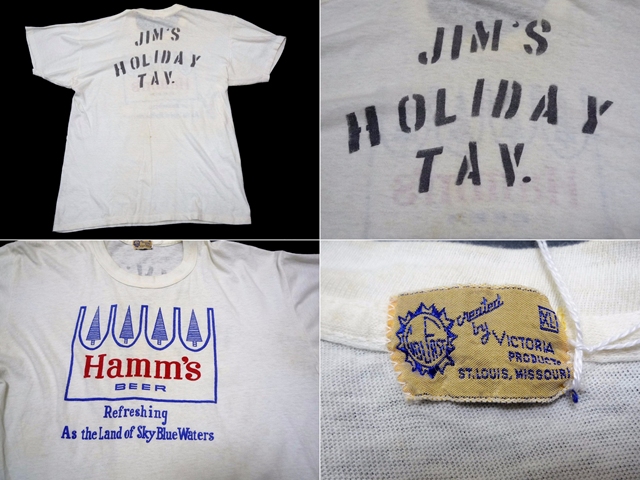 JIM'S
HOLIDAY
TAV.
JIM'S
HOLIDAY
TAV.
Hamm's
BEER
Refreshing
As the Land of Sky Blue Waters
created
by VICTORIA
PRODUCTS
ST. LOUIS, MISSOURI
XL